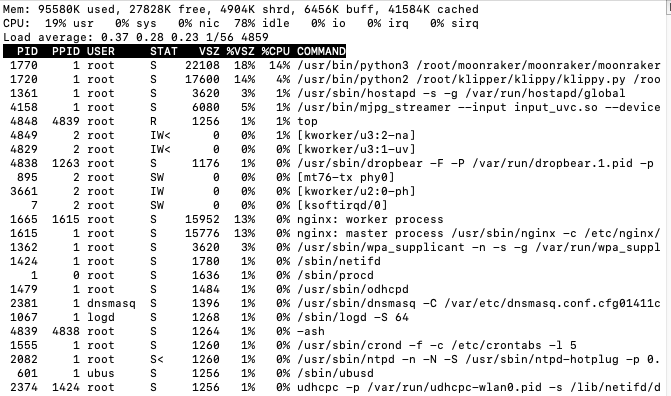 Mem: 95580K used, 27828K free, 4904K shrd, 6456K buff, 41584K cached
CPU:  19% usr   0% sys   0% nic  78% idle   0% io   0% irq   0% sirq
Load average: 0.37 0.28 0.23 1/56 4859
  PID  PPID USER     STAT   VSZ %VSZ %CPU COMMAND
 1770     1 root     S    22108  18%  14% /usr/bin/python3 /root/moonraker/moonraker/moonraker
 1720     1 root     S    17600  14%   4% /usr/bin/python2 /root/klipper/klippy/klippy.py /roo
 1361     1 root     S     3620   3%   1% /usr/sbin/hostapd -s -g /var/run/hostapd/global
 4158     1 root     S     6080   5%   1% /usr/bin/mjpg_streamer --input input_uvc.so --device
 4848  4839 root     R     1256   1%   1% top
 4849     2 root     IW<      0   0%   1% [kworker/u3:2-na]
 4829     2 root     IW<      0   0%   1% [kworker/u3:1-uv]
 4838  1263 root     S     1176   1%   0% /usr/sbin/dropbear -F -P /var/run/dropbear.1.pid -p
  895     2 root     SW       0   0%   0% [mt76-tx phy0]
 3661     2 root     IW       0   0%   0% [kworker/u2:0-ph]
    7     2 root     SW       0   0%   0% [ksoftirqd/0]
 1665  1615 root     S    15952  13%   0% nginx: worker process
 1615     1 root     S    15776  13%   0% nginx: master process /usr/sbin/nginx -c /etc/nginx/
 1362     1 root     S     3620   3%   0% /usr/sbin/wpa_supplicant -n -s -g /var/run/wpa_suppl
 1424     1 root     S     1780   1%   0% /sbin/netifd
    1     0 root     S     1636   1%   0% /sbin/procd
 1479     1 root     S     1484   1%   0% /usr/sbin/odhcpd
 2381     1 dnsmasq  S     1396   1%   0% /usr/sbin/dnsmasq -C /var/etc/dnsmasq.conf.cfg01411c
 1067     1 logd     S     1268   1%   0% /sbin/logd -S 64
 4839  4838 root     S     1264   1%   0% -ash
 1555     1 root     S     1260   1%   0% /usr/sbin/crond -f -c /etc/crontabs -l 5
 2082     1 root     S<    1260   1%   0% /usr/sbin/ntpd -n -N -S /usr/sbin/ntpd-hotplug -p 0.
  601     1 ubus     S     1256   1%   0% /sbin/ubusd
 2374  1424 root     S     1256   1%   0% udhcpc -p /var/run/udhcpc-wlan0.pid -s /lib/netifd/d